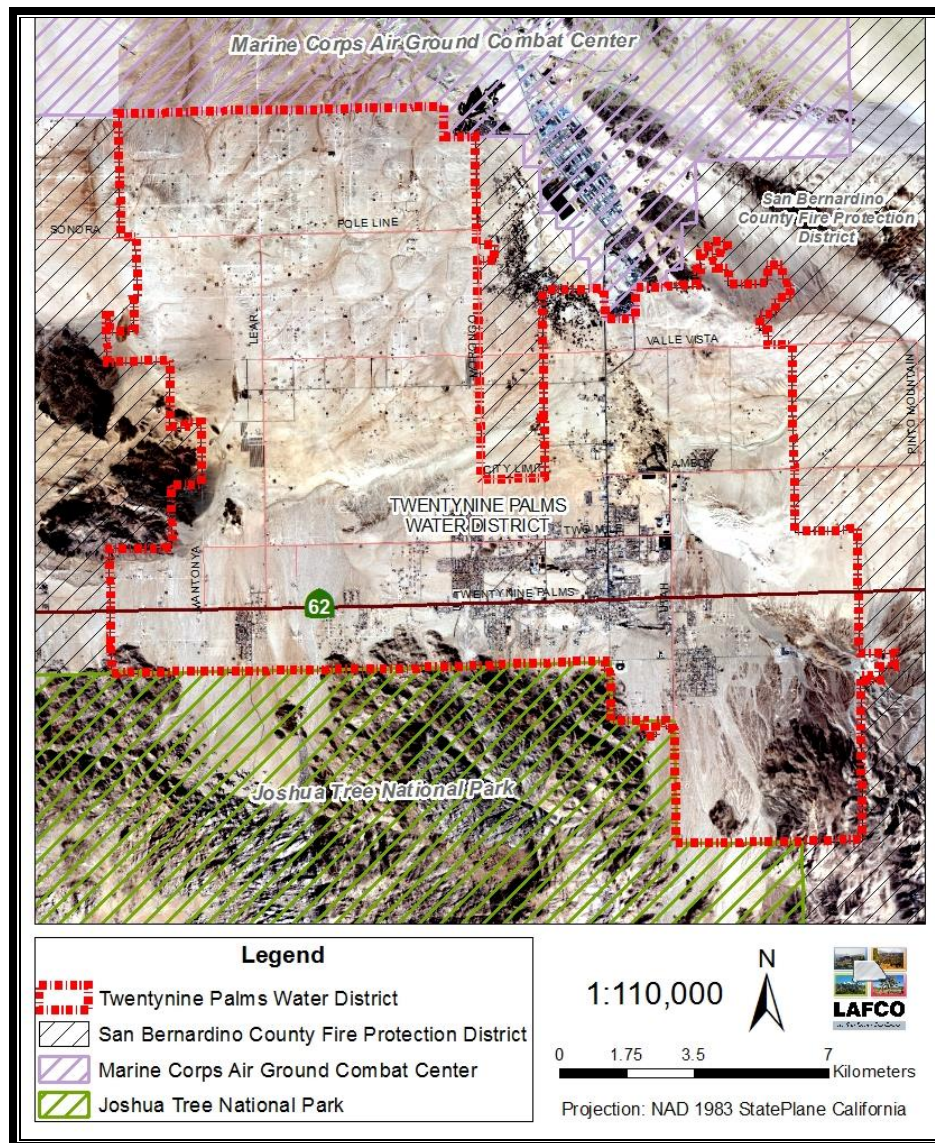 Marine Corps Air Ground Combat Center
San Bernardino
County Fire Protection
District
SONORA
POLE LINE
LEAR
MORONGO
VALLE VISTA
PINTO MOUNTAIN
CITY LIMIT
AMBOY
TWENTYNINE PALMS
WATER DISTRICT
TWO MILE
VANTONYA
TWENTYNINE PALMS
62
Joshua Tree National Park
Legend
Twentynine Palms Water District
San Bernardino County Fire Protection District
Marine Corps Air Ground Combat Center
Joshua Tree National Park
1:110,000
N
LAFCO
0 1.75 3.5 7
Kilometers
Projection: NAD 1983 StatePlane California